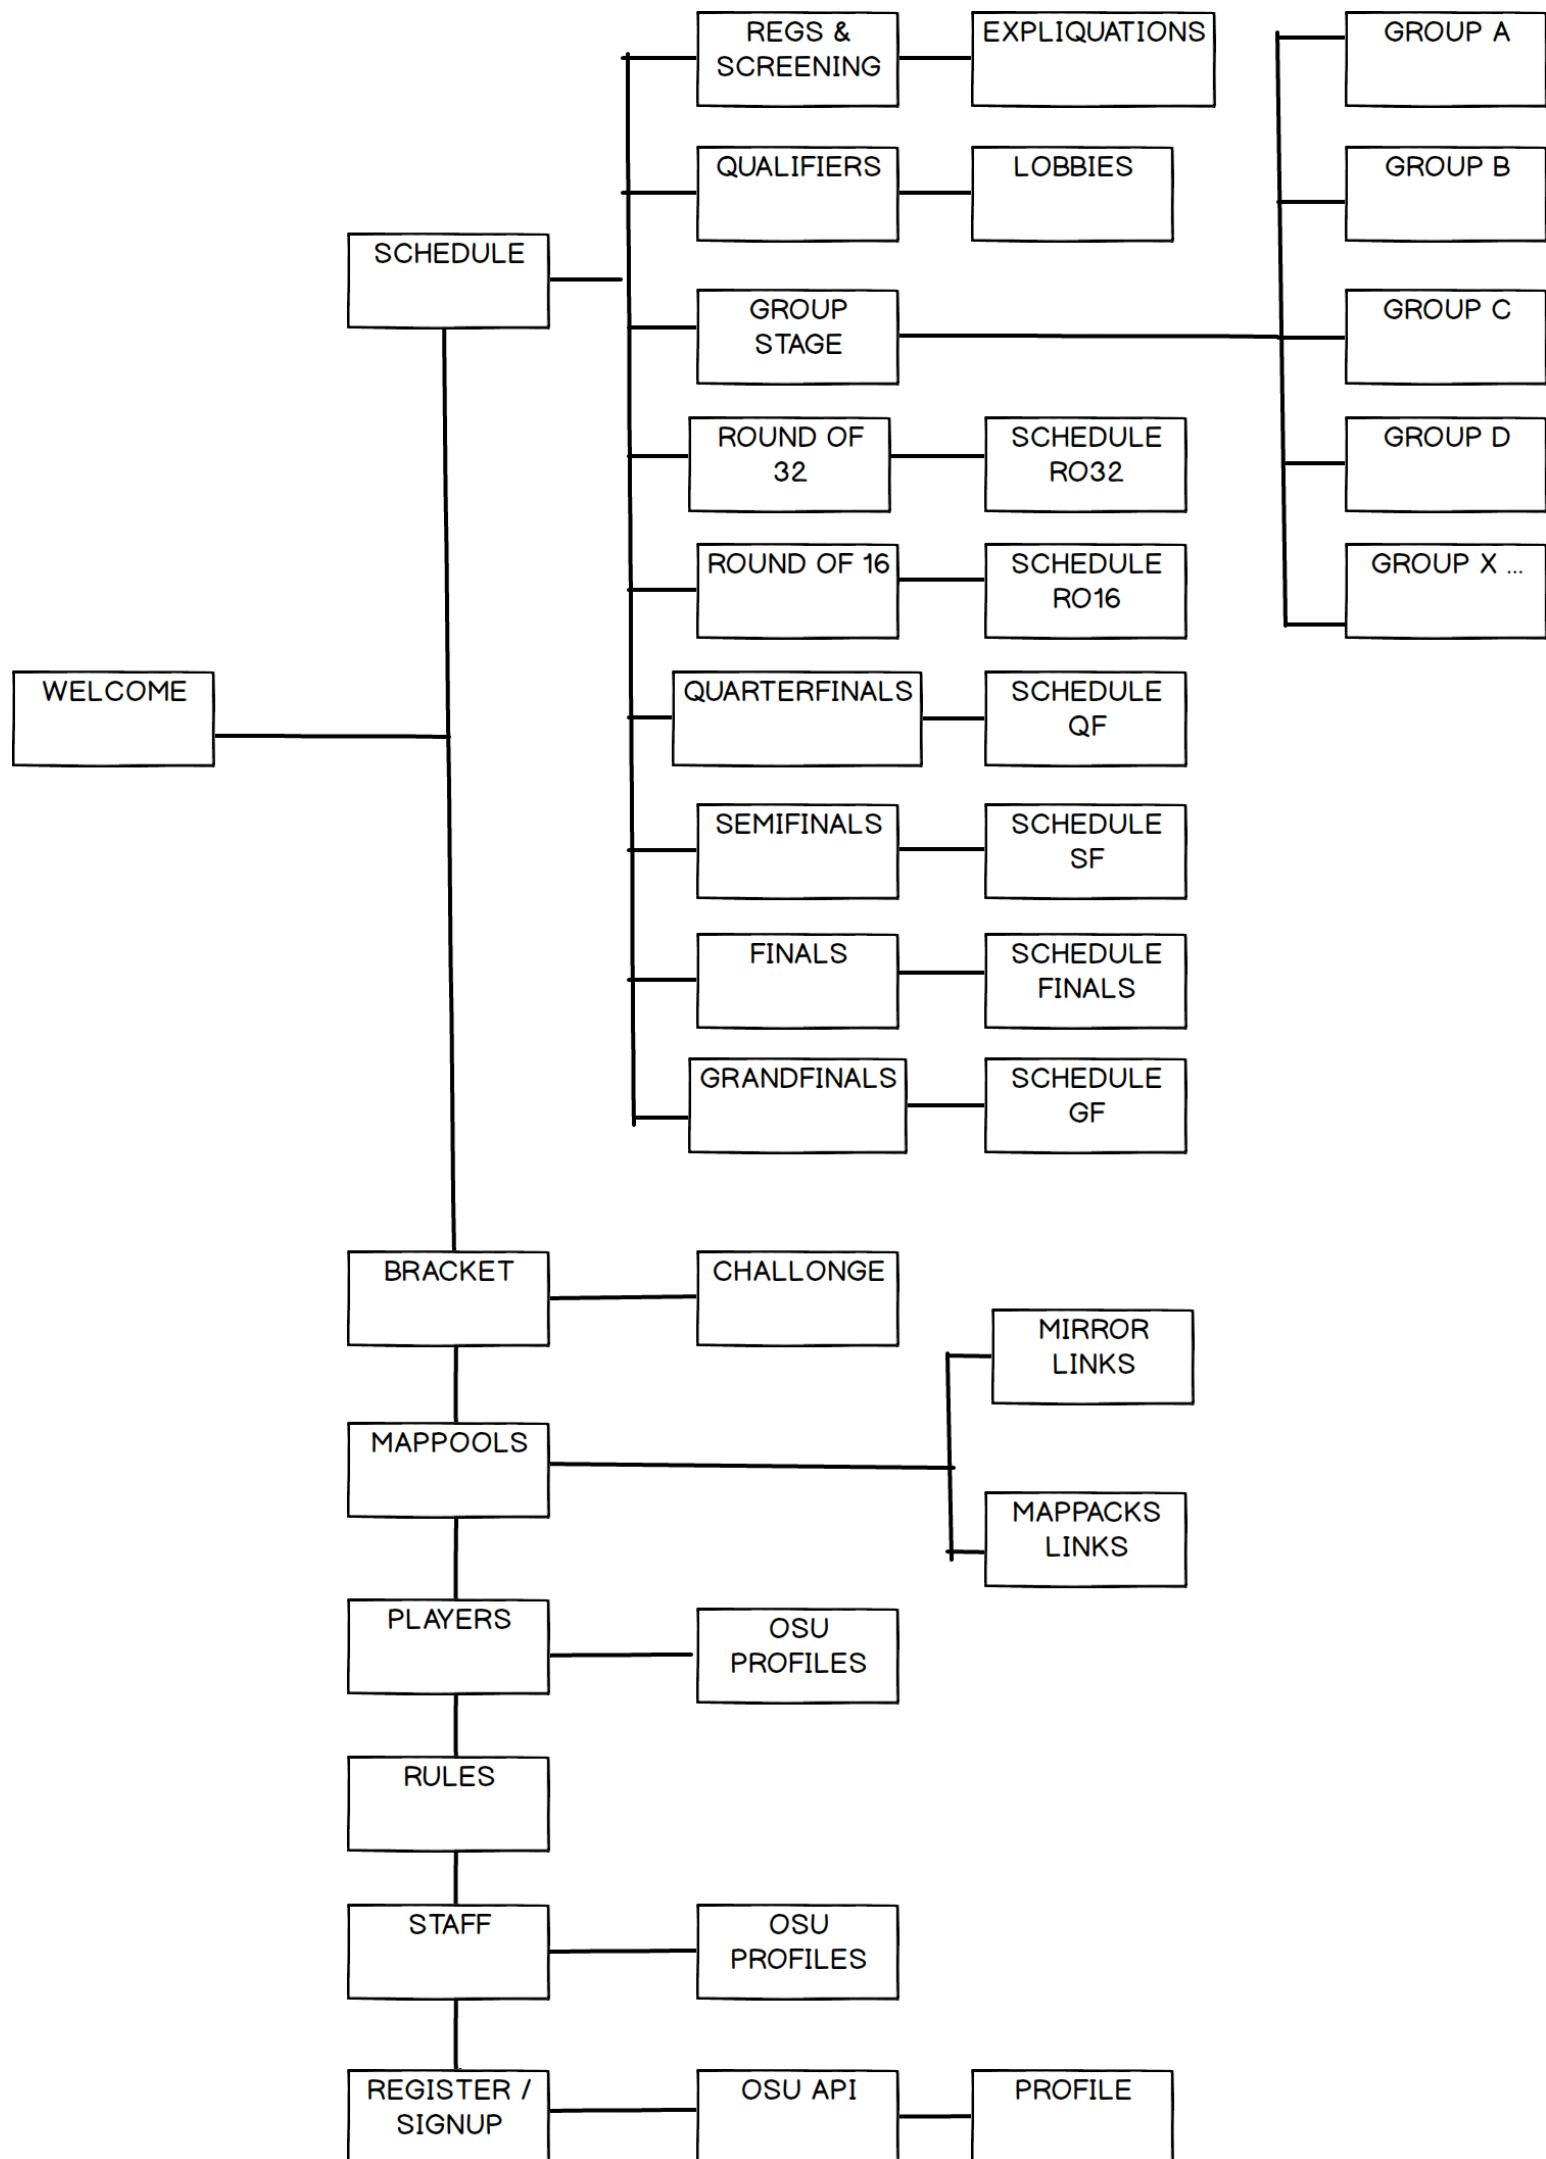 REGS &
SCREENING
EXPLIQUATIONS
GROUP A
QUALIFIERS
LOBBIES
GROUP B
SCHEDULE
GROUP
STAGE
GROUP C
ROUND OF
32
SCHEDULE
RO32
GROUP D
ROUND OF 16
SCHEDULE
RO16
GROUP X ...
WELCOME
QUARTERFINALS
SCHEDULE
QF
SEMIFINALS
SCHEDULE
SF
FINALS
SCHEDULE
FINALS
GRANDFINALS
SCHEDULE
GF
BRACKET
CHALLONGE
MIRROR
LINKS
MAPPOOLS
MAPPACKS
LINKS
PLAYERS
OSU
PROFILES
RULES
STAFF
OSU
PROFILES
REGISTER /
SIGNUP
OSU API
PROFILE